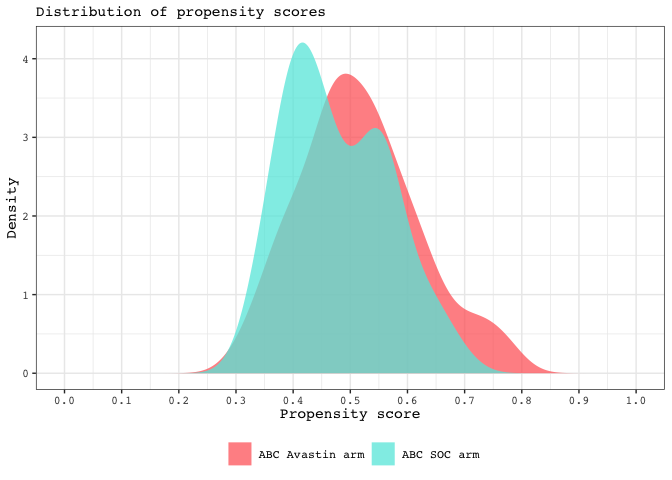 Distribution of propensity scores
Density
4
3
2
1
0
0.0 0.1 0.2 0.3 0.4 0.5 0.6 0.7 0.8 0.9 1.0
Propensity score
ABC Avastin arm ABC SOC arm